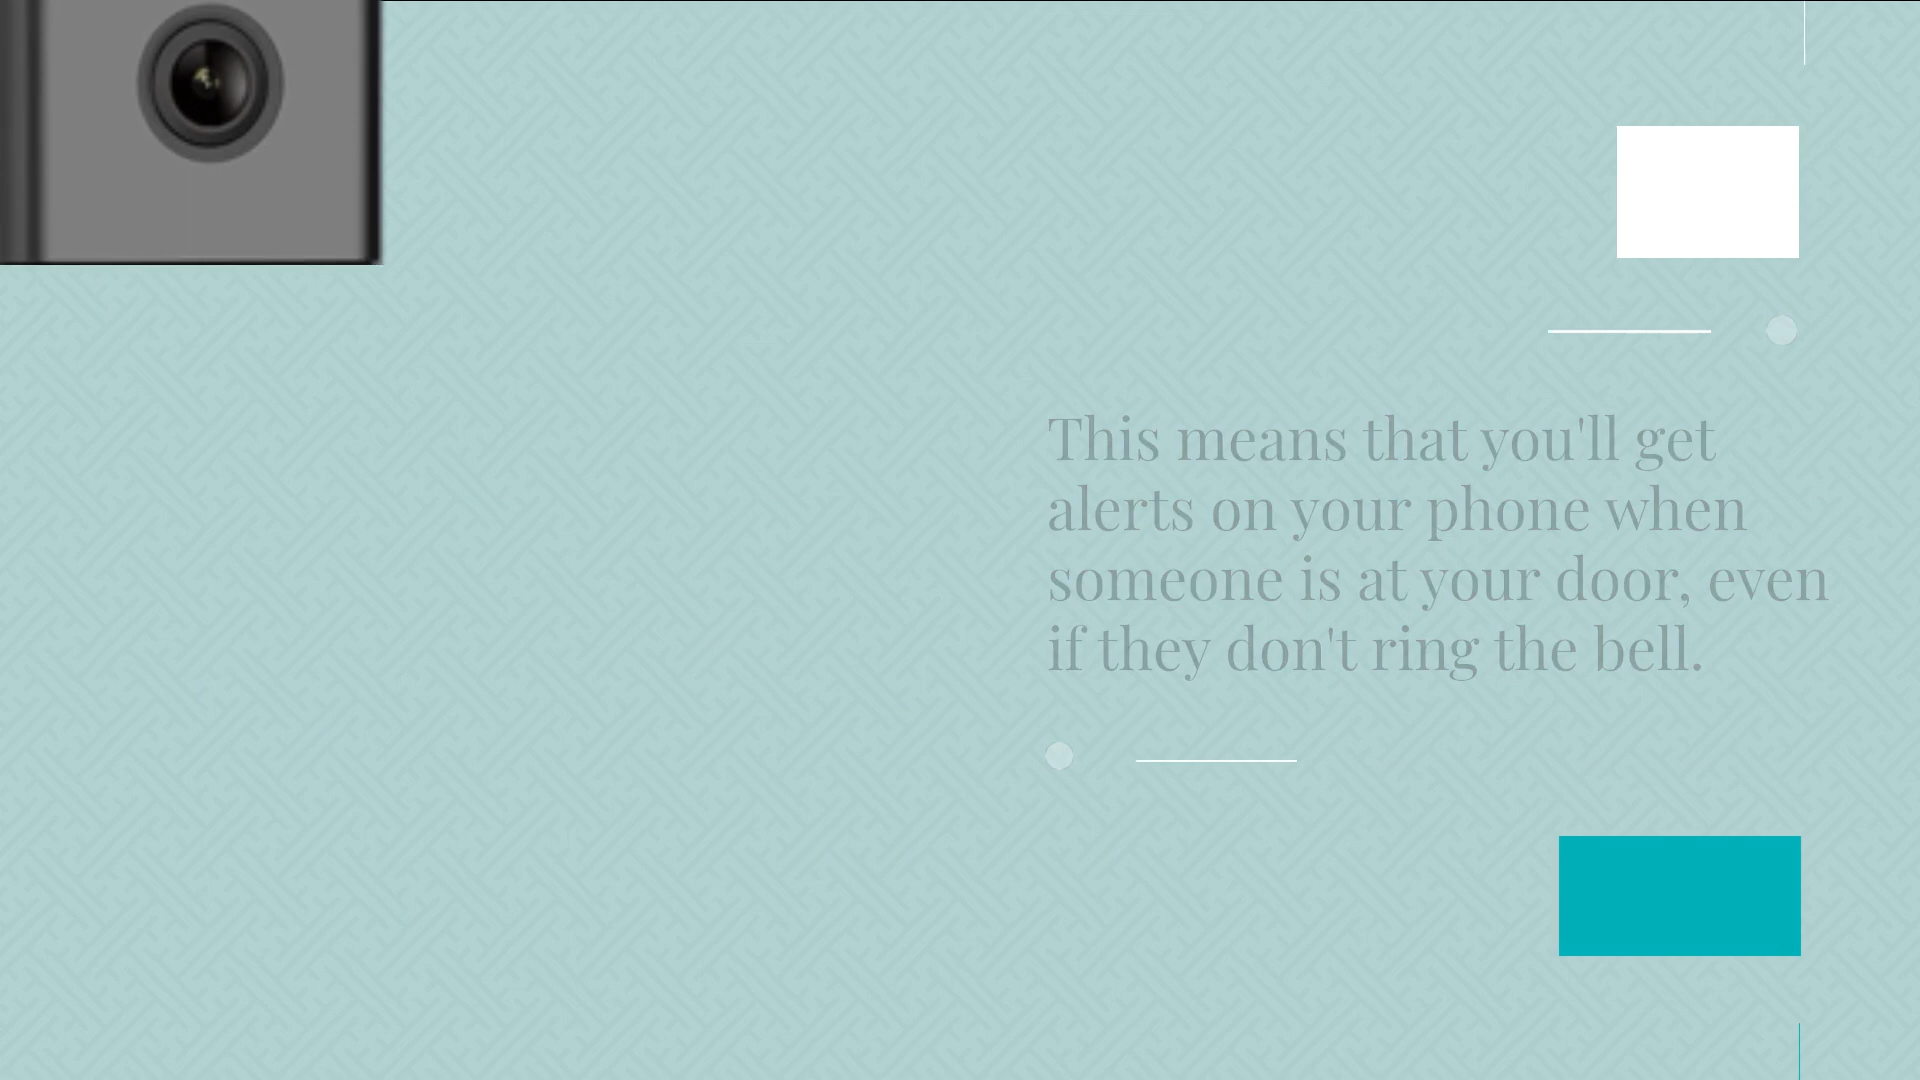 This means that you'll get
alerts on your phone when
someone is at your door, even
if they don't ring the bell.